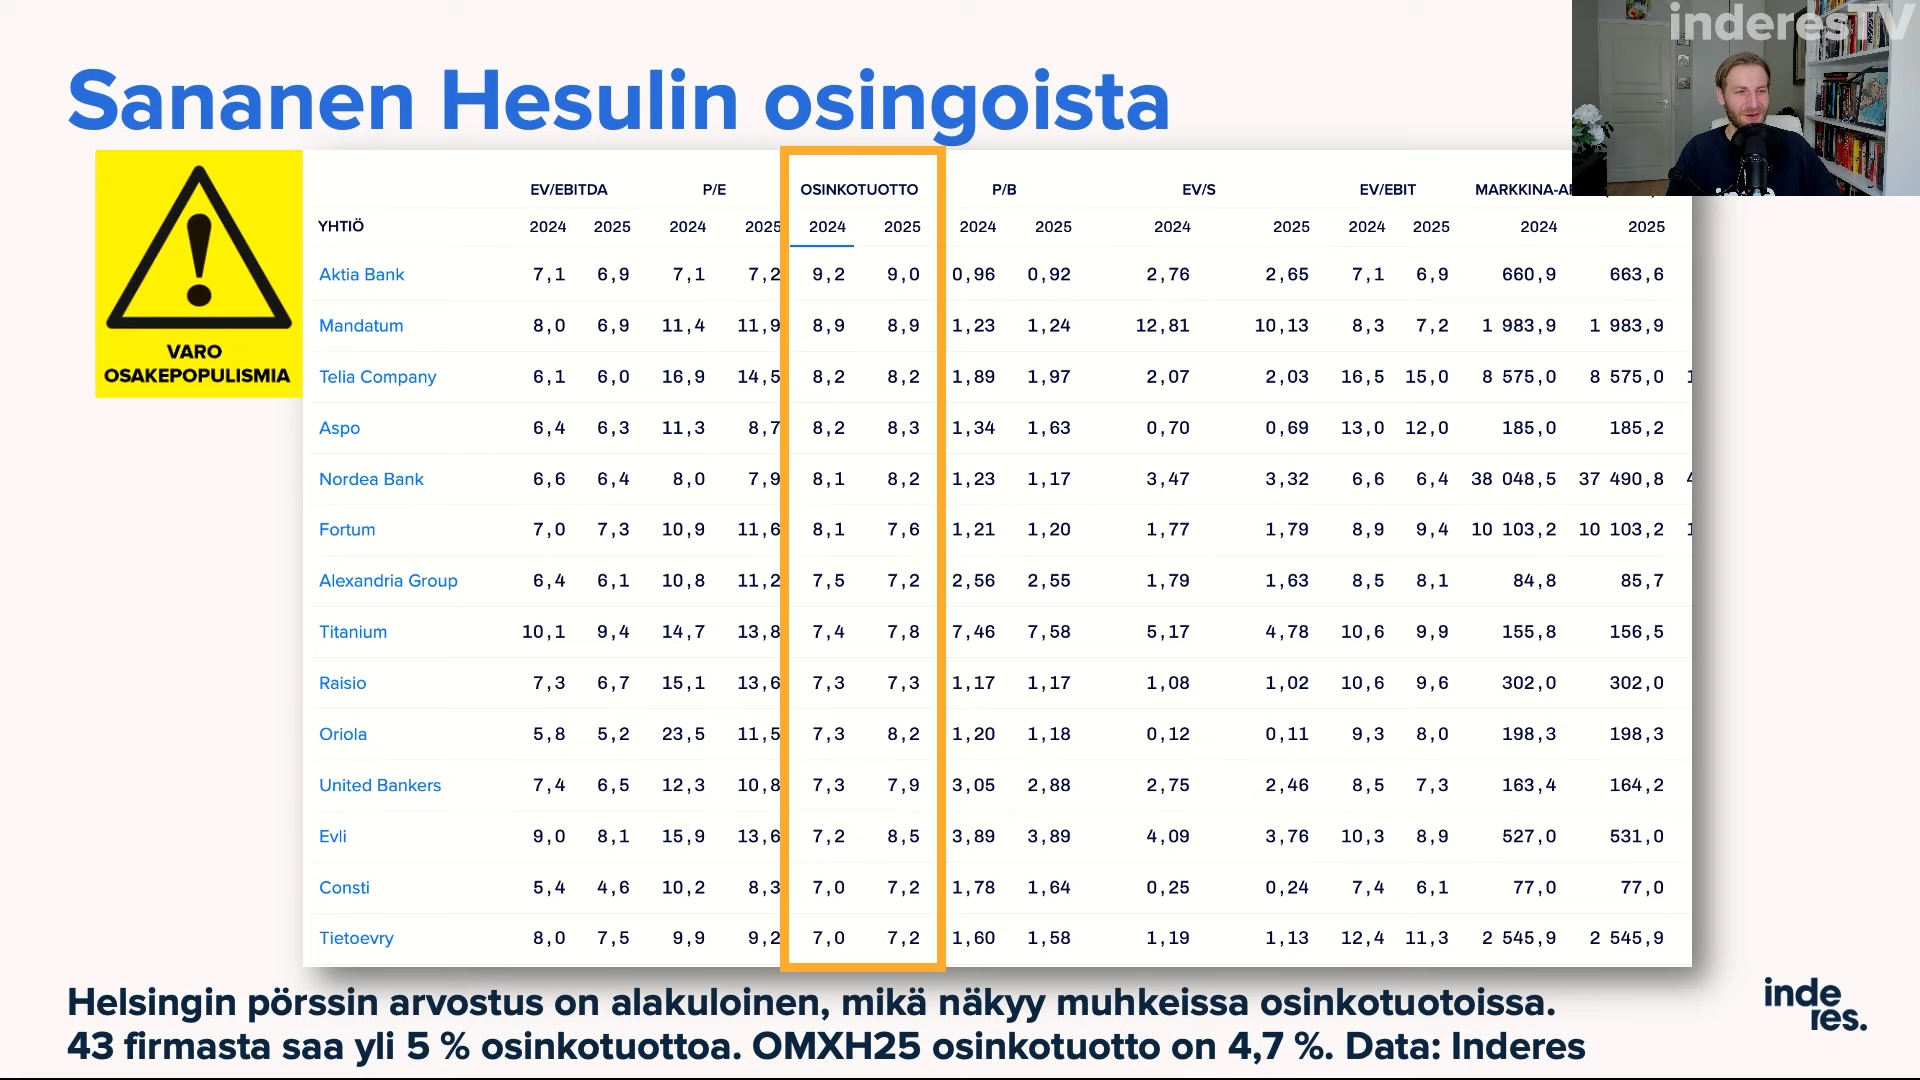 inderesTV
Sananen Hesulin osingoista
VARO
OSAKEPOPULISMIA
EV/EBITDA P/E OSINKOTUOTTO P/B EV/S EV/EBIT
YHTIÖ 2024 2025 2024 2025 2024 2025 2024 2025 2024 2025 2024 2025 2024 2025
Aktia Bank 7,1 6,9 7,1 7,2 9,2 9,0 0,96 0,92 2,76 2,65 7,1 6,9 660,9 663,6
Mandatum 8,0 6,9 11,4 11,9 8,9 8,9 1,23 1,24 12,81 10,13 8,3 7,2 1 983,9 1 983,9
Telia Company 6,1 6,0 16,9 14,5 8,2 8,2 1,89 1,97 2,07 2,03 16,5 15,0 8 575,0 8 575,0
Aspo 6,4 6,3 11,3 8,7 8,2 8,3 1,34 1,63 0,70 0,69 13,0 12,0 185,0 185,2
Nordea Bank 6,6 6,4 8,0 7,9 8,1 8,2 1,23 1,17 3,47 3,32 6,6 6,4 38 048,5 37 490,8
Fortum 7,0 7,3 10,9 11,6 8,1 7,6 1,21 1,20 1,77 1,79 8,9 9,4 10 103,2 10 103,2
Alexandria Group 6,4 6,1 10,8 11,2 7,5 7,2 2,56 2,55 1,79 1,63 8,5 8,1 84,8 85,7
Titanium 10,1 9,4 14,7 13,8 7,4 7,8 7,46 7,58 5,17 4,78 10,6 9,9 155,8 156,5
Raisio 7,3 6,7 15,1 13,6 7,3 7,3 1,17 1,17 1,08 1,02 10,6 9,6 302,0 302,0
Oriola 5,8 5,2 23,5 11,5 7,3 8,2 1,20 1,18 0,12 0,11 9,3 8,0 198,3 198,3
United Bankers 7,4 6,5 12,3 10,8 7,3 7,9 3,05 2,88 2,75 2,46 8,5 7,3 163,4 164,2
Evli 9,0 8,1 15,9 13,6 7,2 8,5 3,89 3,89 4,09 3,76 10,3 8,9 527,0 531,0
Consti 5,4 4,6 10,2 8,3 7,0 7,2 1,78 1,64 0,25 0,24 7,4 6,1 77,0 77,0
Tietoevry 8,0 7,5 9,9 9,2 7,0 7,2 1,60 1,58 1,19 1,13 12,4 11,3 2 545,9 2 545,9
Helsingin pörssin arvostus on alakuloinen, mikä näkyy muhkeissa osinkotuotoissa.
43 firmasta saa yli 5 % osinkotuottoa. OMXH25 osinkotuotto on 4,7 %. Data: Inderes
inde
res.